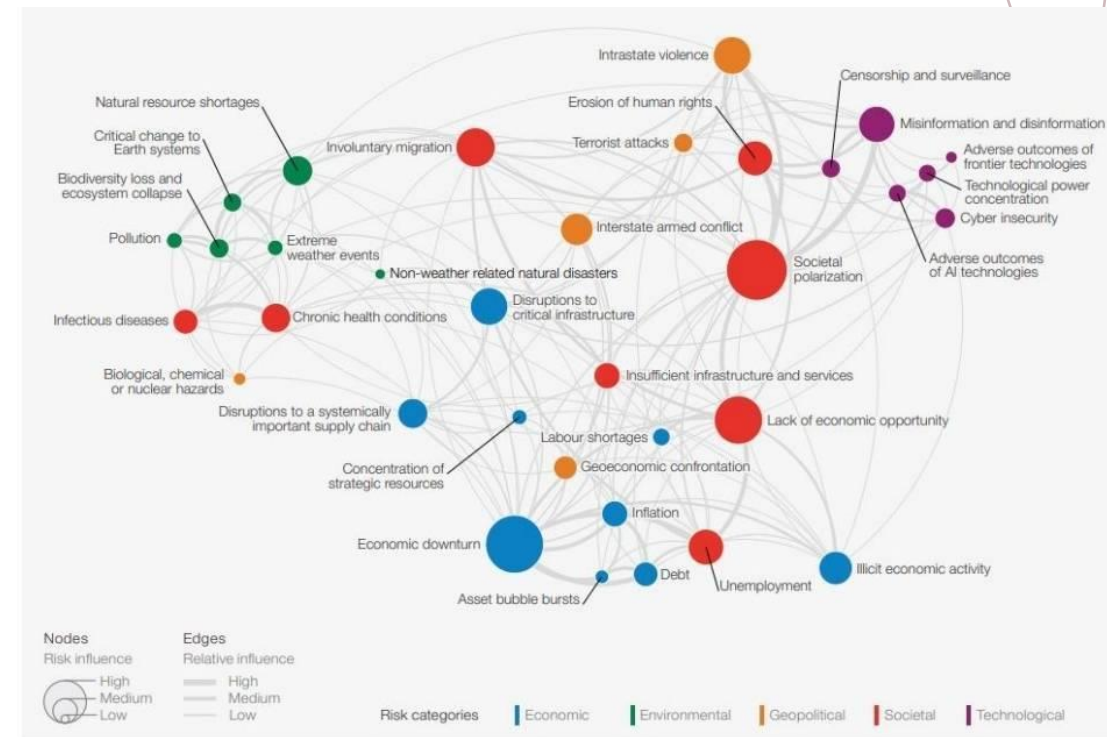 Intrastate violence
Censorship and surveillance
Natural resource shortages
Erosion of human rights
Misinformation and disinformation
Critical change to
Earth systems
Involuntary migration
Terrorist attacks
Adverse outcomes of
frontier technologies
Biodiversity loss and
ecosystem collapse
Technological power
concentration
Cyber insecurity
Pollution
Extreme
weather events
Interstate armed conflict
Adverse outcomes
of AI technologies
Societal
polarization
Non-weather related natural disasters
Disruptions to
critical infrastructure
Infectious diseases
Chronic health conditions
Biological, chemical
or nuclear hazards
Insufficient infrastructure and services
Disruptions to a systemically
important supply chain
Lack of economic opportunity
Labour shortages
Concentration of
strategic resources
Geoeconomic confrontation
Inflation
Economic downturn
Debt
Unemployment
Illicit economic activity
Asset bubble bursts
Nodes
Risk influence
High
Medium
Low
Edges
Relative influence
High
Medium
Low
Risk categories
Economic
Environmental
Geopolitical
Societal
Technological